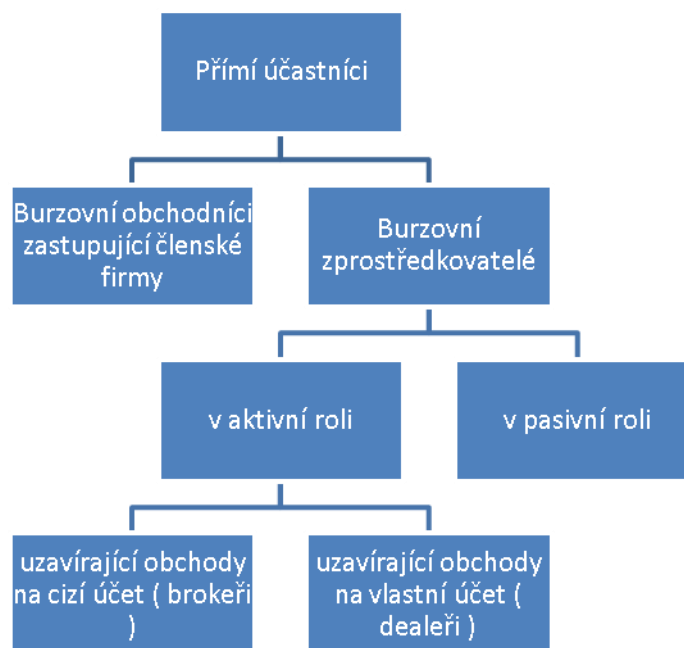 Přímí účastníci
Burzovní obchodníci
zastupující členské
firmy
Burzovní
zprostředkovatelé
v aktivní roli
v pasivní roli
uzavírající obchody
na cizí účet ( brokeři
)
uzavírající obchody
na vlastní účet (
dealeři )